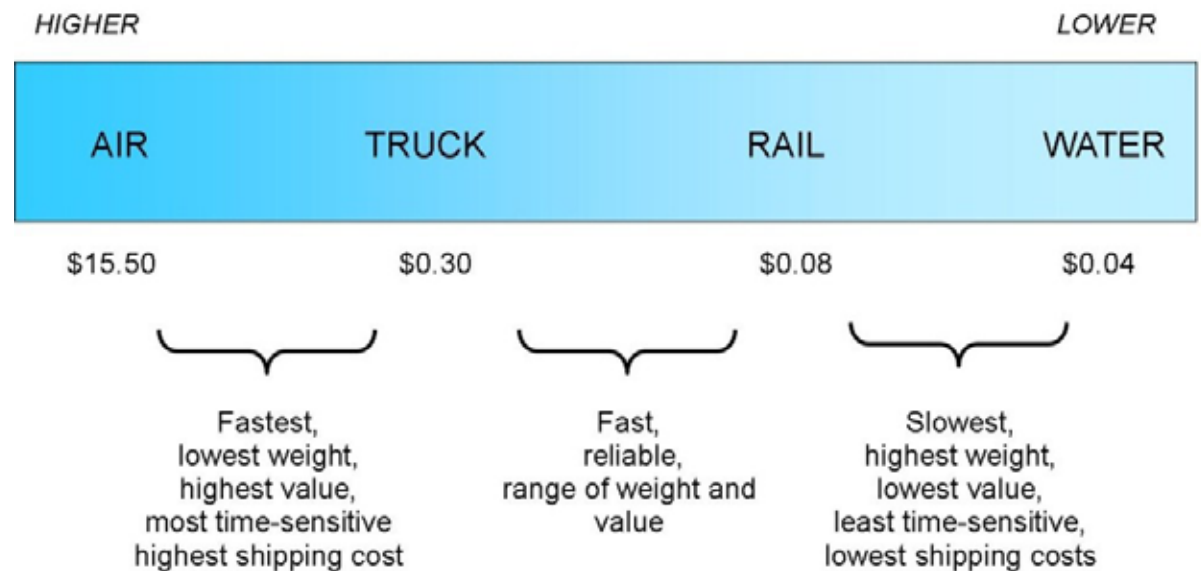 HIGHER LOWER
AIR TRUCK RAIL WATER
$15.50 $0.30 $0.08 $0.04
Fastest,
lowest weight,
highest value,
most time-sensitive
highest shipping cost
Fast,
reliable,
range of weight and
value
Slowest,
highest weight,
lowest value,
least time-sensitive,
lowest shipping costs